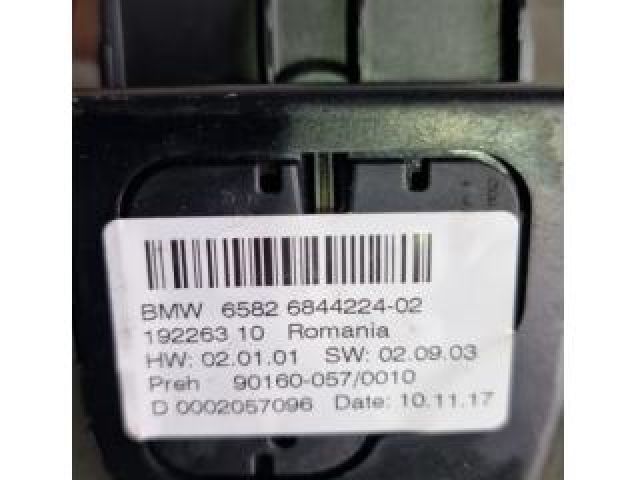 BMW 6582 6844224-02
192263 10 Romania
HW: 02.01.01 SW: 02.09.03
Preh 90160-057/0010
D 0002057096 Date: 10.11.17